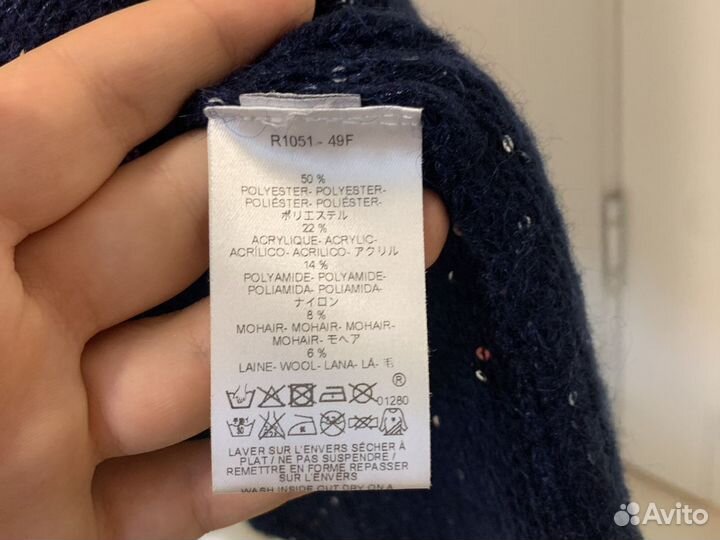 R1051 - 49F
50 %
POLYESTER- POLYESTER-
POLIÉSTER- POLIÉSTER-
ポリエステル
22 %
ACRYLIQUE- ACRYLIC-
ACRÍLICO- ACRILICO- アクリル
14 %
POLYAMIDE- POLYAMIDE-
POLIAMIDA- POLIAMIDA-
ナイロン
8 %
MOHAIR- MOHAIR- MOHAIR-
MOHAIR- モヘア
6 %
LAINE- WOOL- LANA- LÃ- 毛
®
01280
LAVER SUR L'ENVERS SÉCHER À
PLAT / NE PAS SUSPENDRE /
REMETTRE EN FORME REPASSER
SUR L'ENVERS
WASH INSIDE OUT DRY ON A
Avito